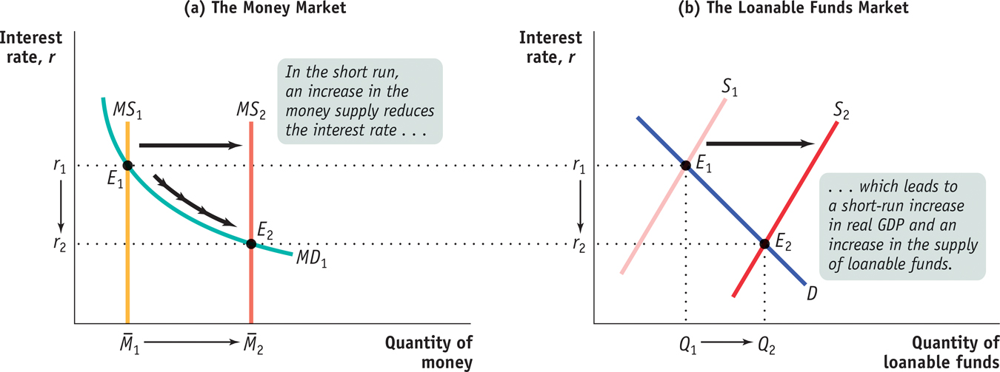 (a) The Money Market
Interest
rate, r
In the short run,
an increase in the
money supply reduces
the interest rate . . .
MS₁
MS₂
r₁
E₁
r₂
E₂
MD₁
M̄₁
M̄₂
Quantity of
money
(b) The Loanable Funds Market
Interest
rate, r
S₁
S₂
r₁
E₁
. . . which leads to
a short-run increase
in real GDP and an
increase in the supply
of loanable funds.
r₂
E₂
D
Q₁
Q₂
Quantity of
loanable funds